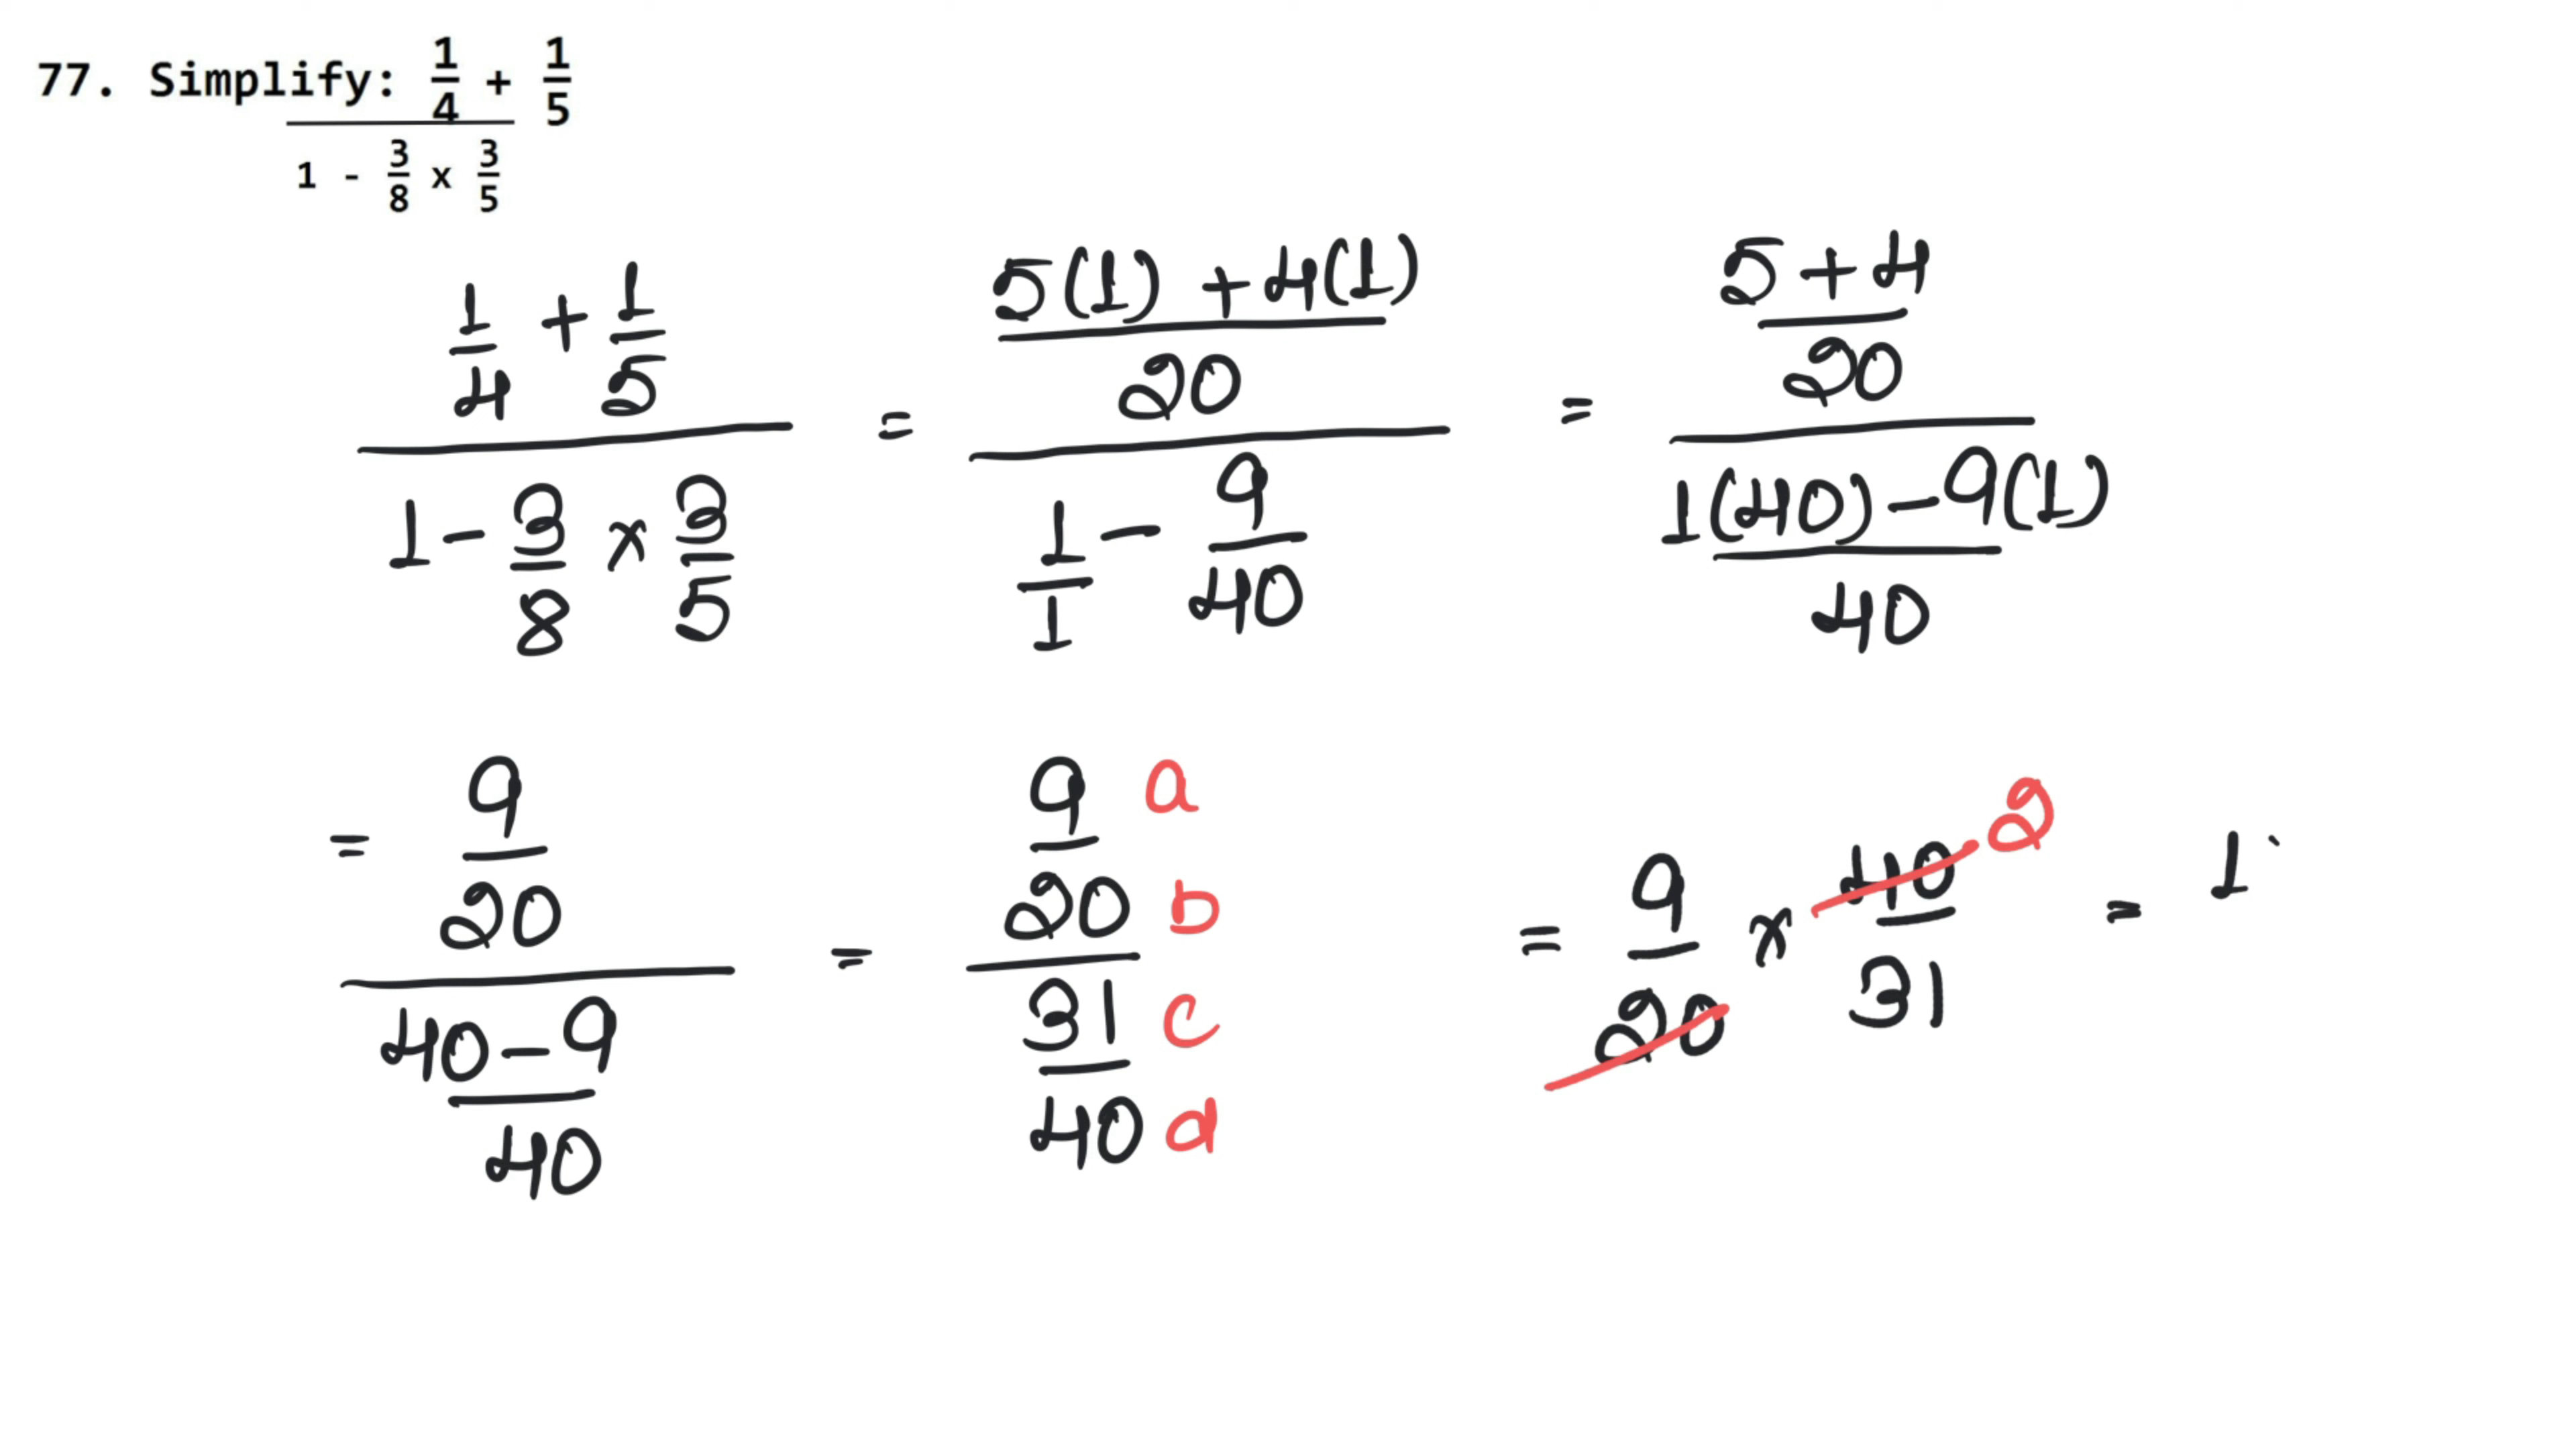 77. Simplify: 1/4 + 1/5
1 - 3/8 x 3/5
1/4 + 1/5 = 5(1) + 4(1)/20 = 5 + 4/20
1 - 3/8 x 3/5 1/1 - 9/40 1(40) - 9(1)/40
= 9/20 = 9 a/20 b = 9/20 x 40/31 2 = 1
40 - 9/40 31 c/40 d